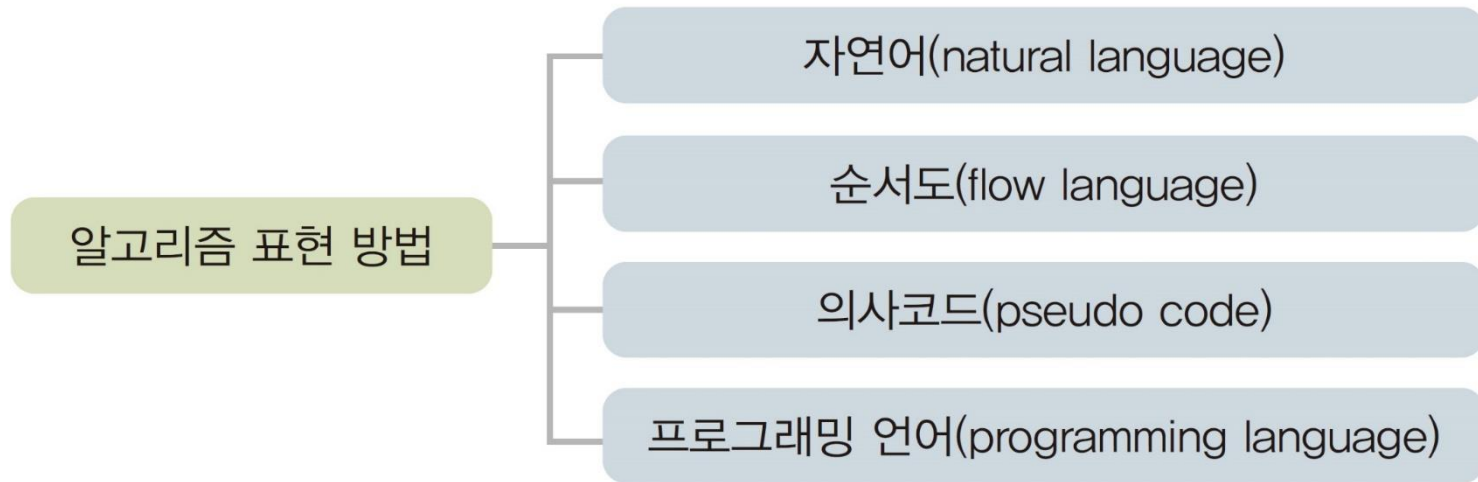 자연어(natural language)
순서도(flow language)
알고리즘 표현 방법
의사코드(pseudo code)
프로그래밍 언어(programming language)